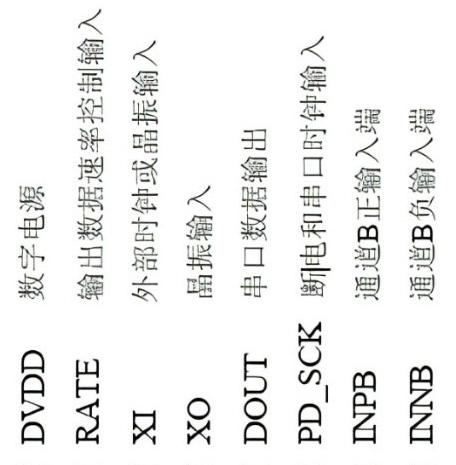 DVDD 数字电源
RATE 输出数据速率控制输入
XI 外部时钟或晶振输入
XO 晶振输入
DOUT 串口数据输出
PD_SCK 断电和串口时钟输入
INPB 通道B正输入端
INNB 通道B负输入端